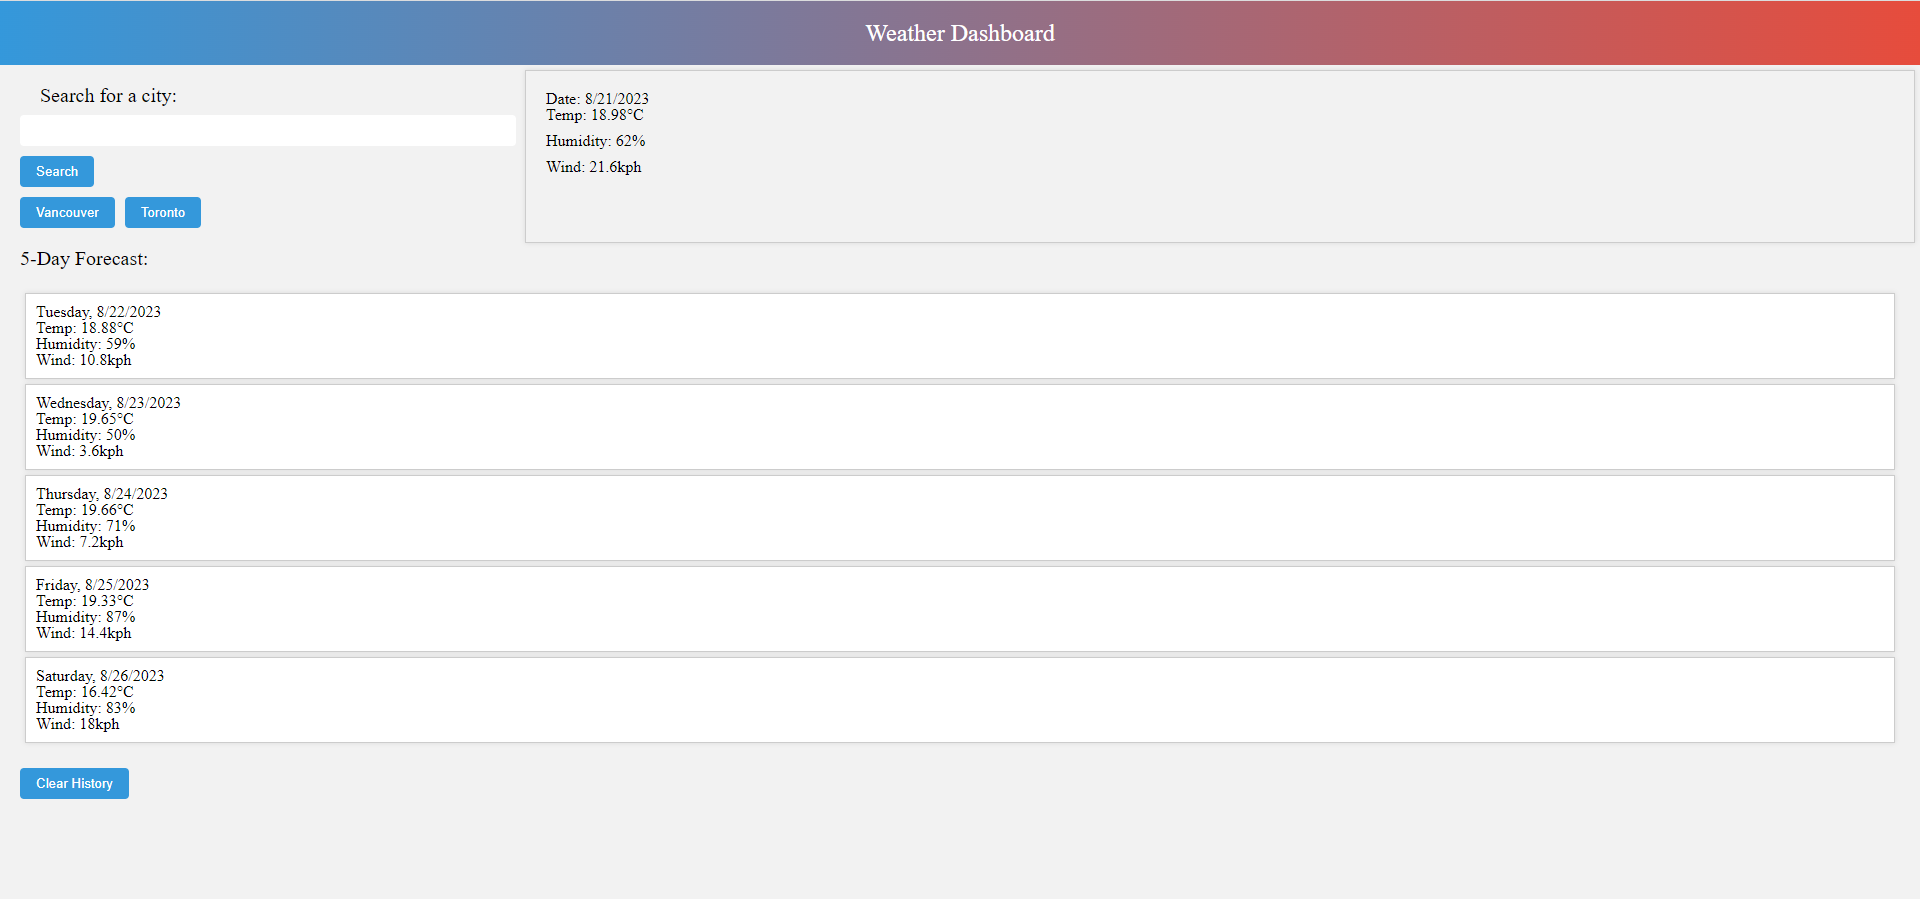 Weather Dashboard
Search for a city:
Search
Vancouver Toronto
Date: 8/21/2023
Temp: 18.98°C
Humidity: 62%
Wind: 21.6kph
5-Day Forecast:
Tuesday, 8/22/2023
Temp: 18.88°C
Humidity: 59%
Wind: 10.8kph
Wednesday, 8/23/2023
Temp: 19.65°C
Humidity: 50%
Wind: 3.6kph
Thursday, 8/24/2023
Temp: 19.66°C
Humidity: 71%
Wind: 7.2kph
Friday, 8/25/2023
Temp: 19.33°C
Humidity: 87%
Wind: 14.4kph
Saturday, 8/26/2023
Temp: 16.42°C
Humidity: 83%
Wind: 18kph
Clear History